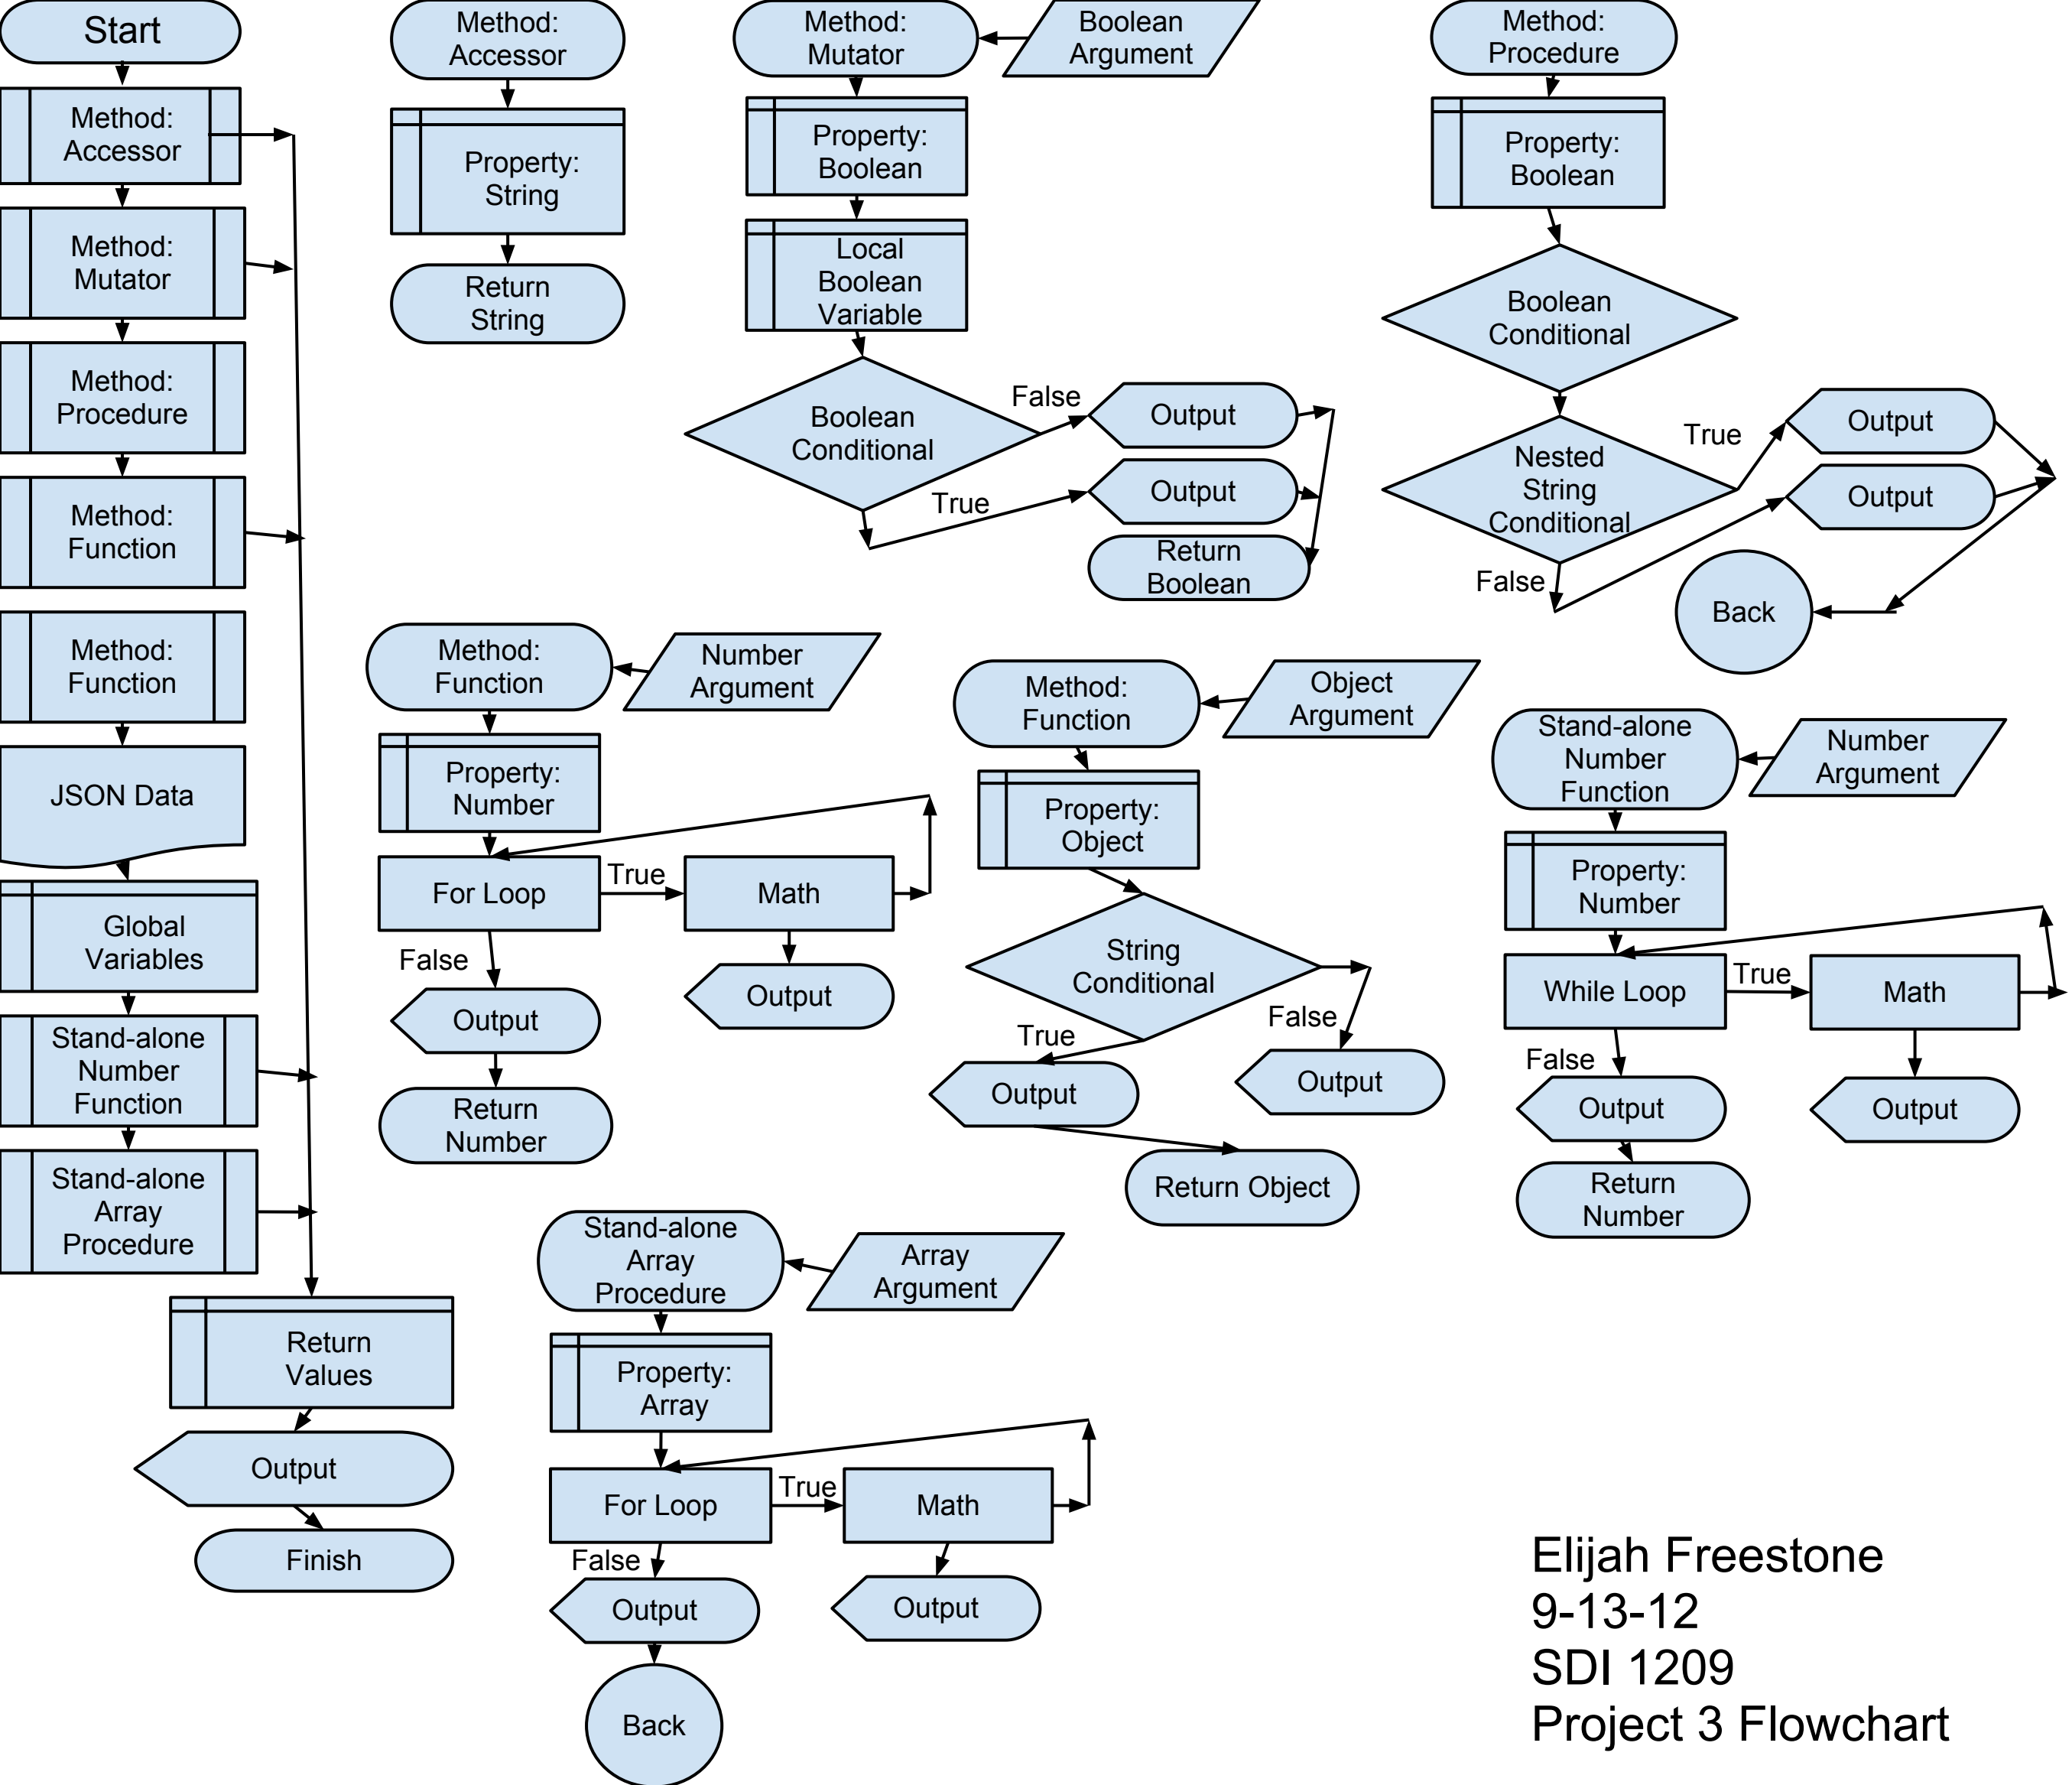 Start
Method:
Accessor
Method:
Mutator
Method:
Procedure
Method:
Function
Method:
Function
JSON Data
Global
Variables
Stand-alone
Number
Function
Stand-alone
Array
Procedure
Return
Values
Output
Finish
Method:
Accessor
Property:
String
Return
String
Method:
Mutator
Boolean
Argument
Property:
Boolean
Local
Boolean
Variable
Boolean
Conditional
False
Output
True
Output
Return
Boolean
Method:
Procedure
Property:
Boolean
Boolean
Conditional
Nested
String
Conditional
True
Output
Output
False
Back
Method:
Function
Number
Argument
Property:
Number
For Loop
True
Math
False
Output
Output
Return
Number
Method:
Function
Object
Argument
Property:
Object
String
Conditional
True
False
Output
Output
Return Object
Stand-alone
Number
Function
Number
Argument
Property:
Number
While Loop
True
Math
False
Output
Output
Return
Number
Stand-alone
Array
Procedure
Array
Argument
Property:
Array
For Loop
True
Math
False
Output
Output
Back
Elijah Freestone
9-13-12
SDI 1209
Project 3 Flowchart